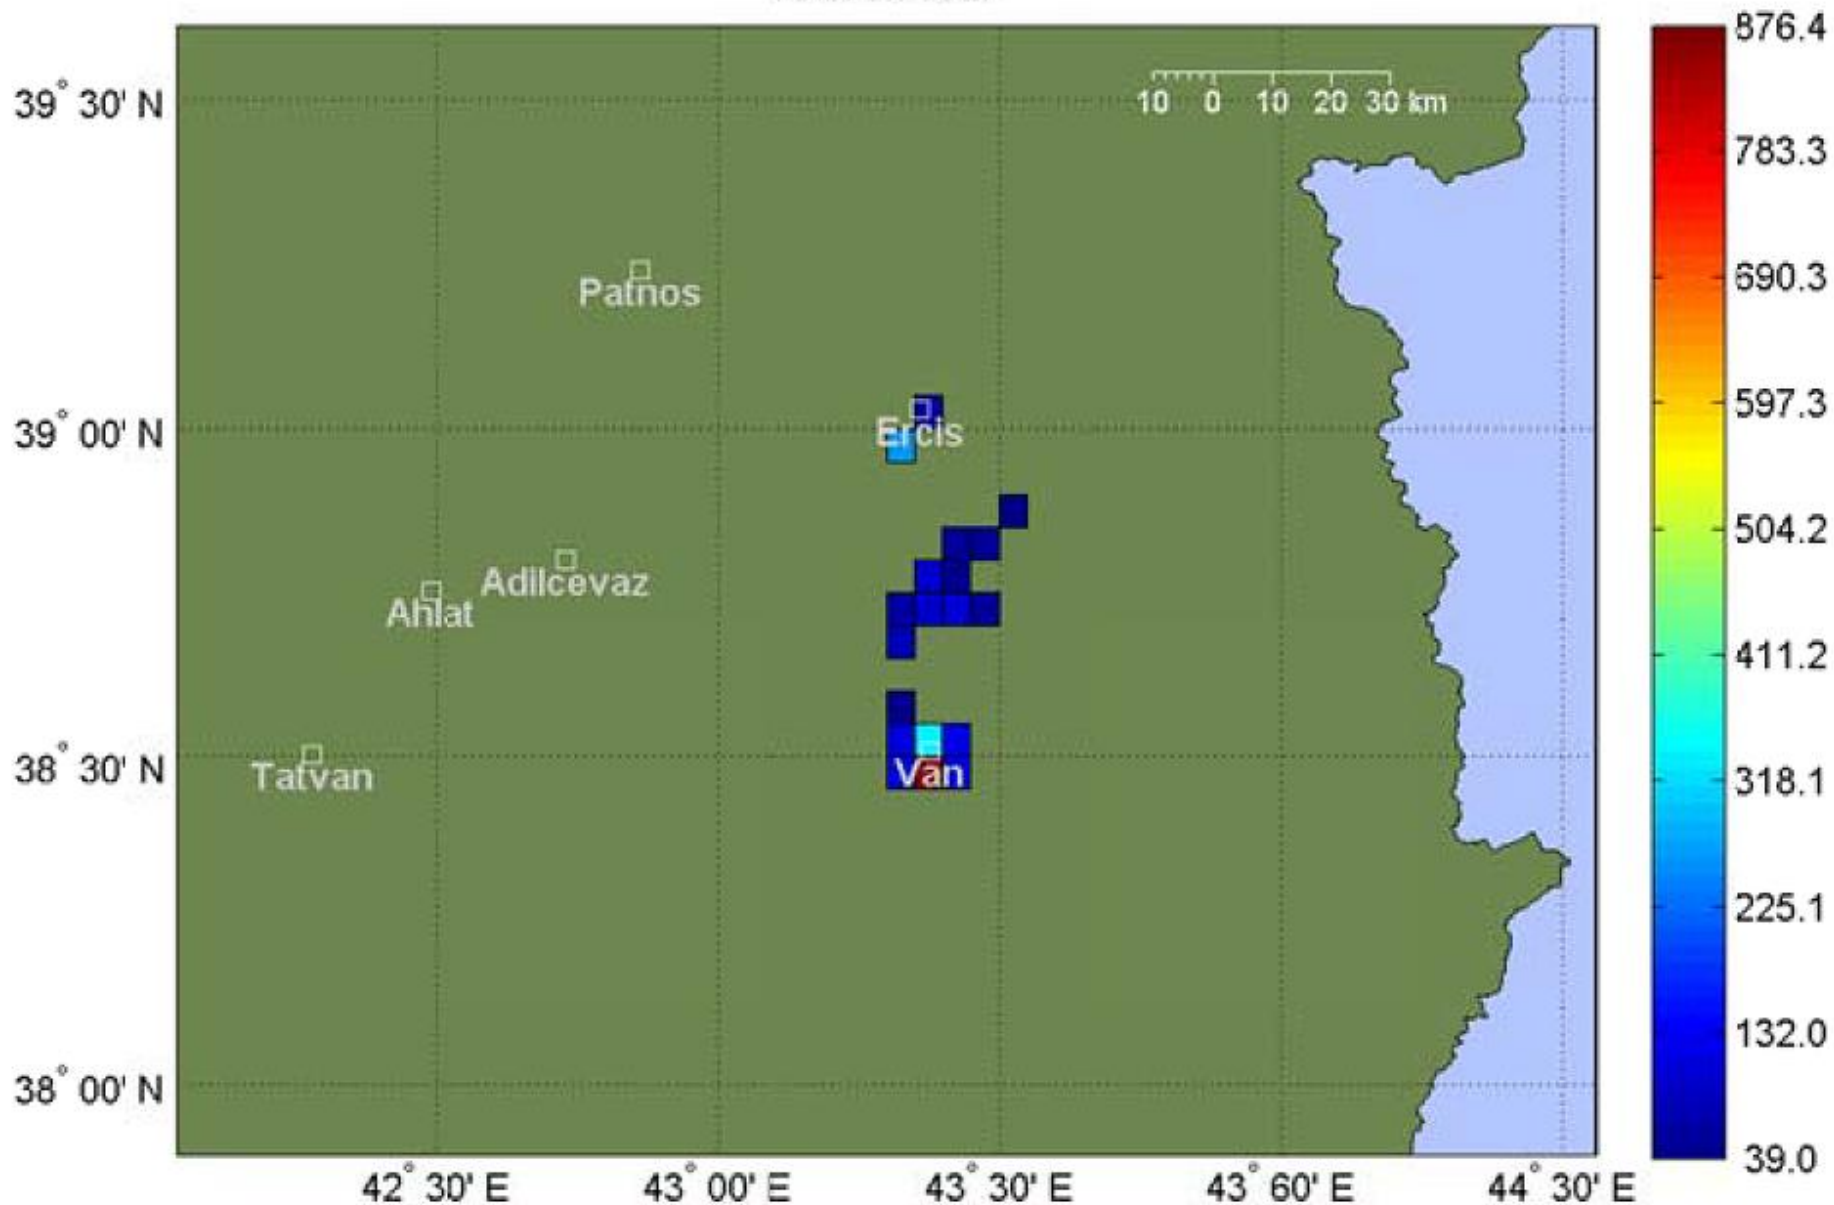 876.4
39° 30' N
10 0 10 20 30 km
783.3
690.3
Patnos
597.3
39° 00' N
Ercis
504.2
Adilcevaz
Ahlat
411.2
38° 30' N
Tatvan
Van
318.1
225.1
132.0
38° 00' N
39.0
42° 30' E
43° 00' E
43° 30' E
43° 60' E
44° 30' E